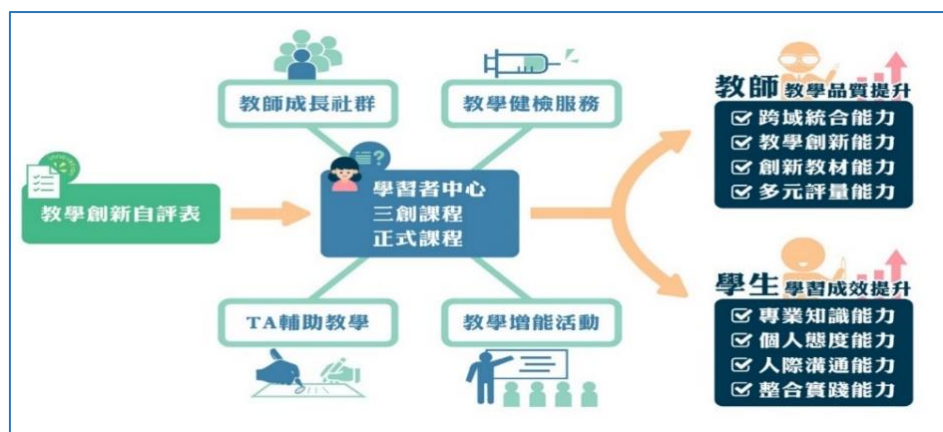 教師成長社群
教學健檢服務
教學創新自評表
學習者中心
三創課程
正式課程
TA輔助教學
教學增能活動
教師 教學品質提升
跨域統合能力
教學創新能力
創新教材能力
多元評量能力
學生 學習成效提升
專業知識能力
個人態度能力
人際溝通能力
整合實踐能力